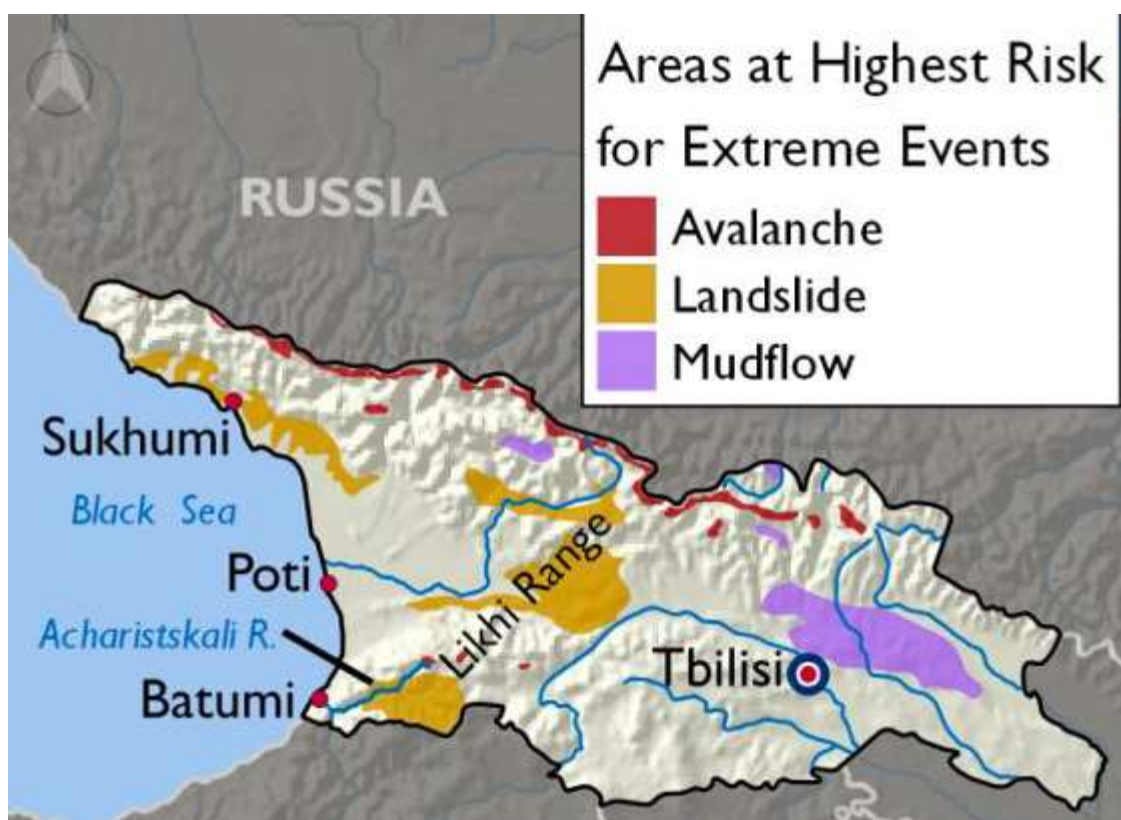 N
Areas at Highest Risk
for Extreme Events
Avalanche
Landslide
Mudflow
RUSSIA
Sukhumi
Black Sea
Poti
Likhi Range
Acharistskali R.
Tbilisi
Batumi